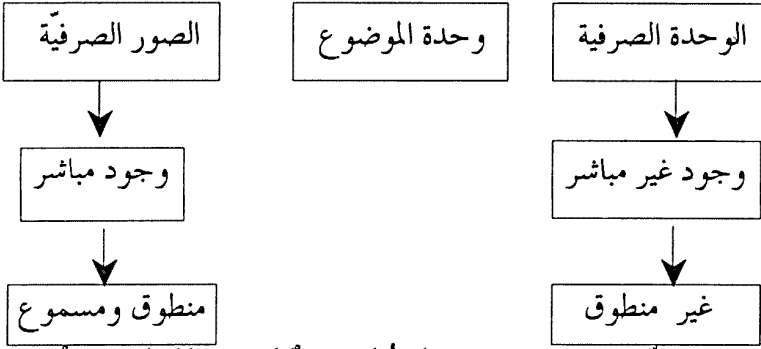 الوحدة الصرفية
وحدة الموضوع
الصور الصرفيّة
وجود غير مباشر
وجود مباشر
غير منطوق
منطوق ومسموع